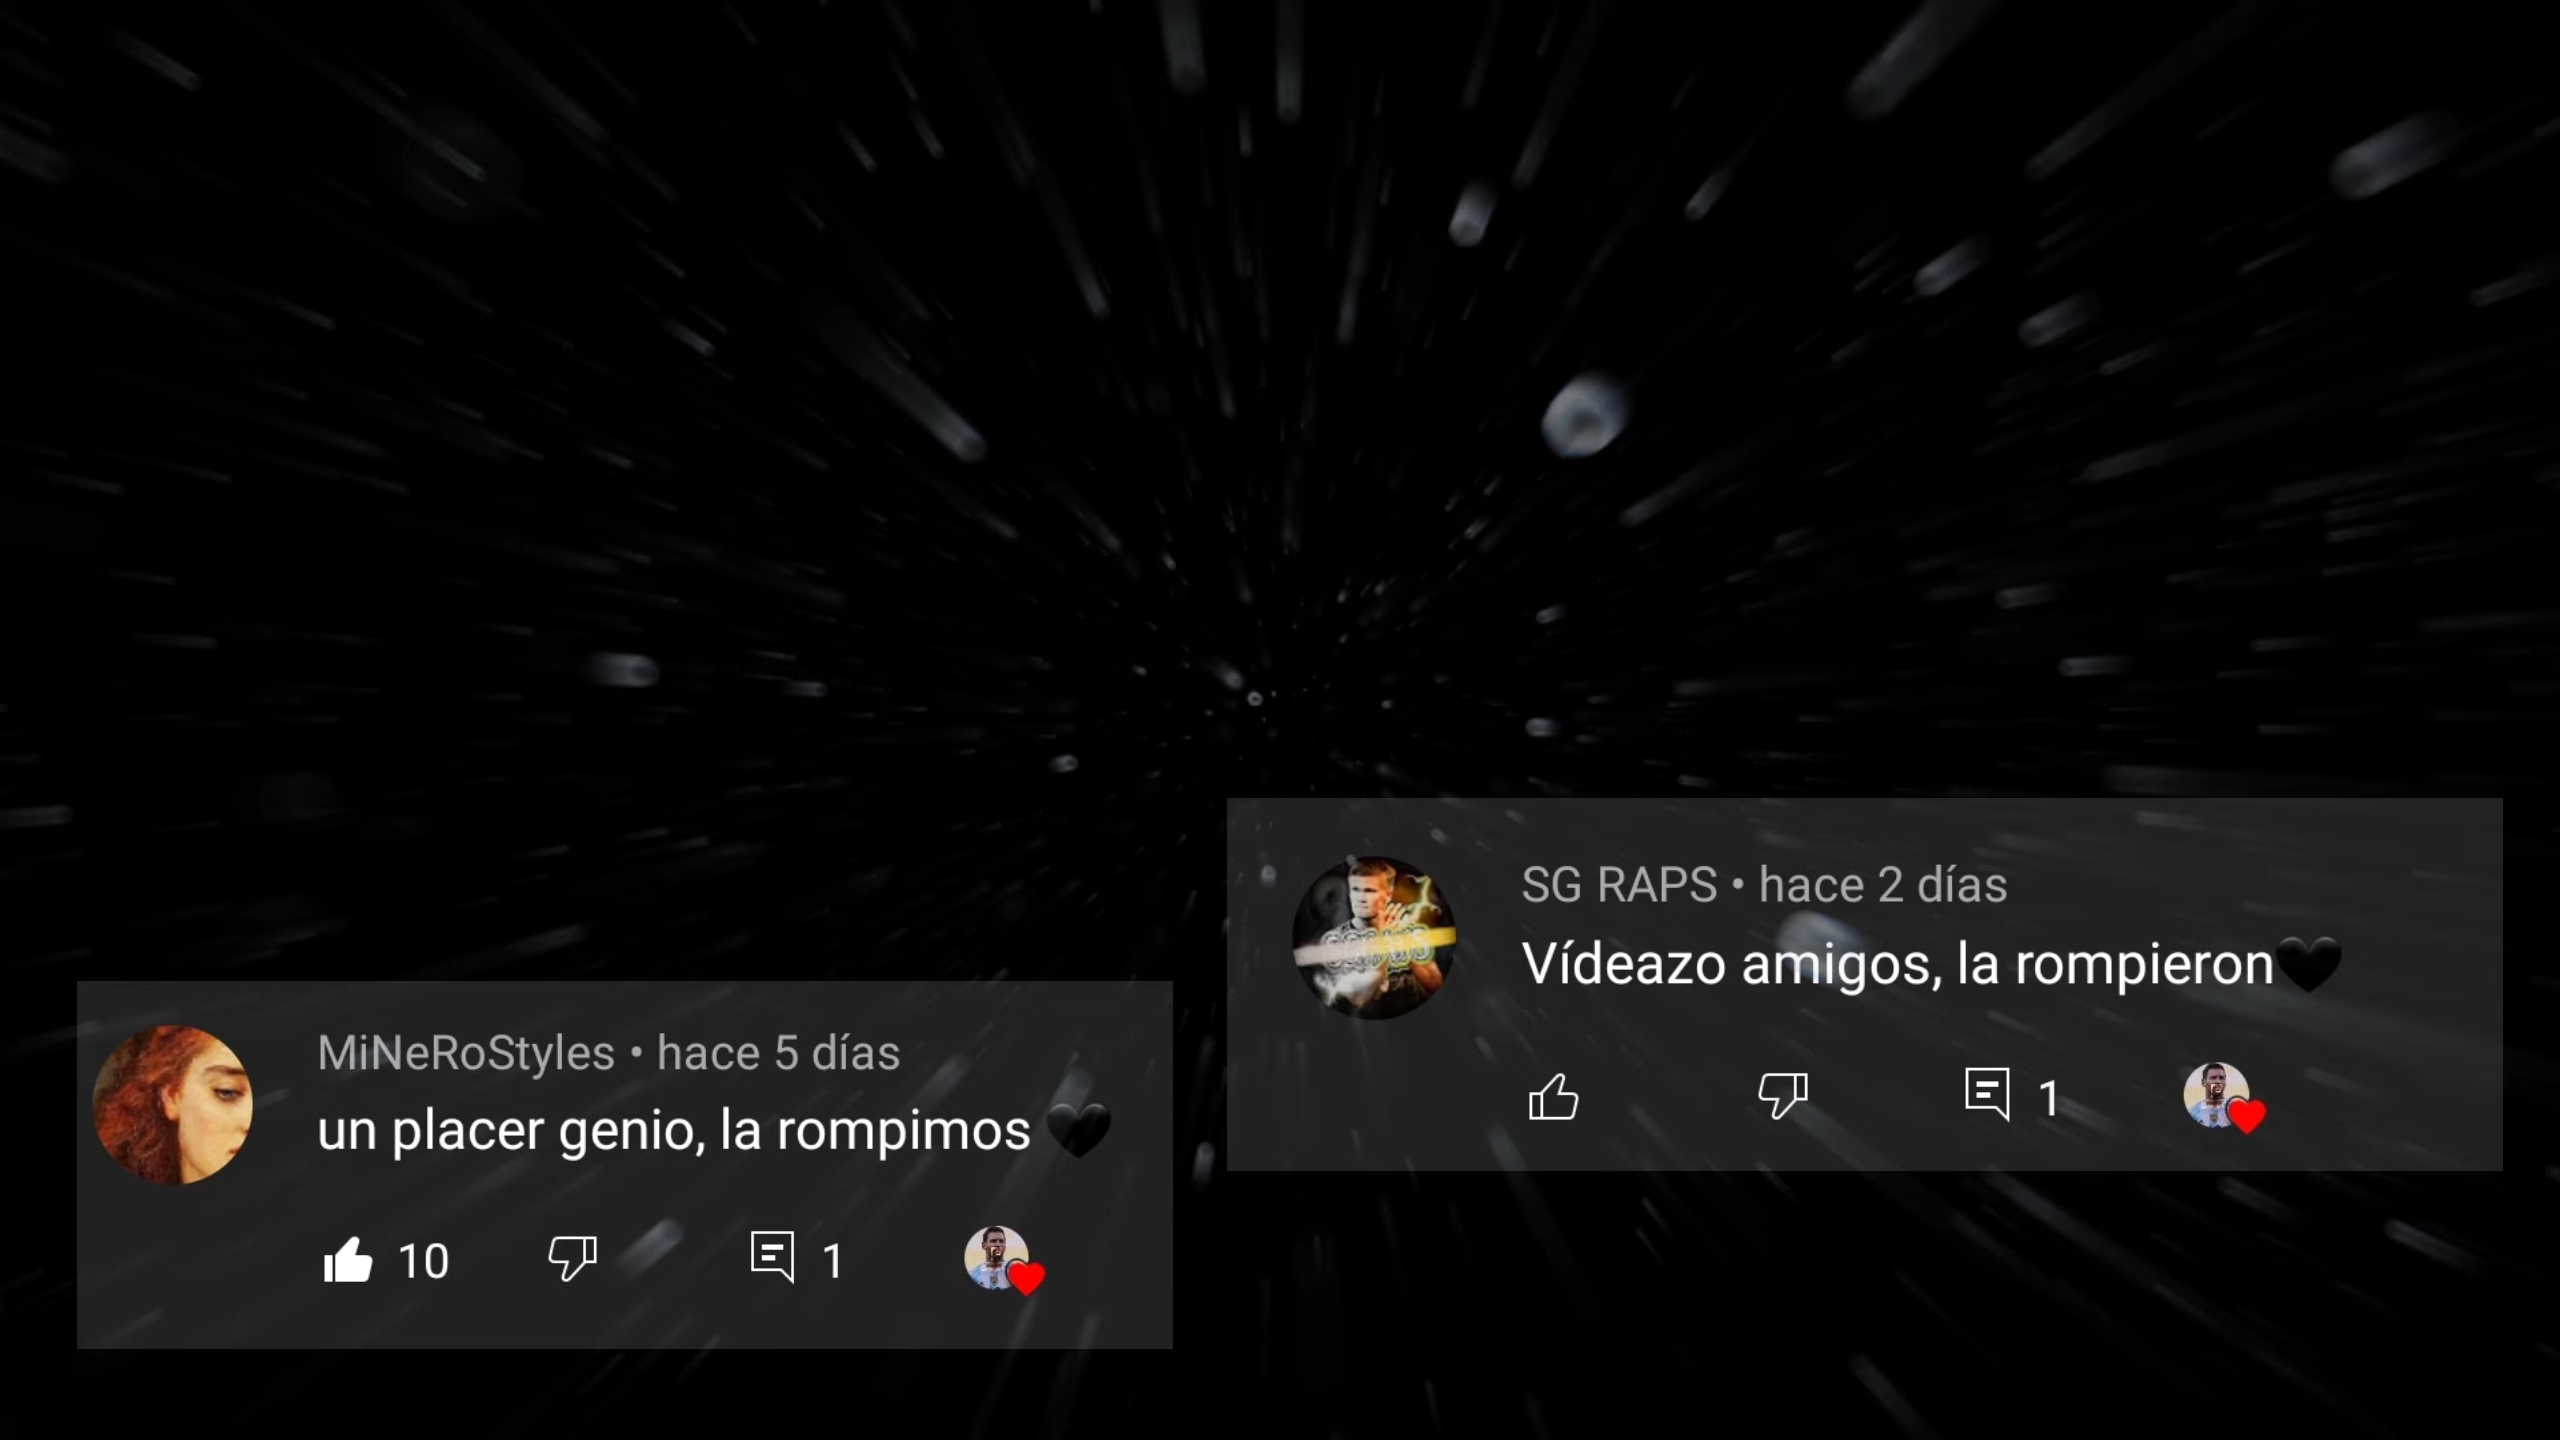 SG RAPS • hace 2 días
Vídeazo amigos, la rompieron🖤
1
MiNeRoStyles • hace 5 días
un placer genio, la rompimos 🖤
10 1